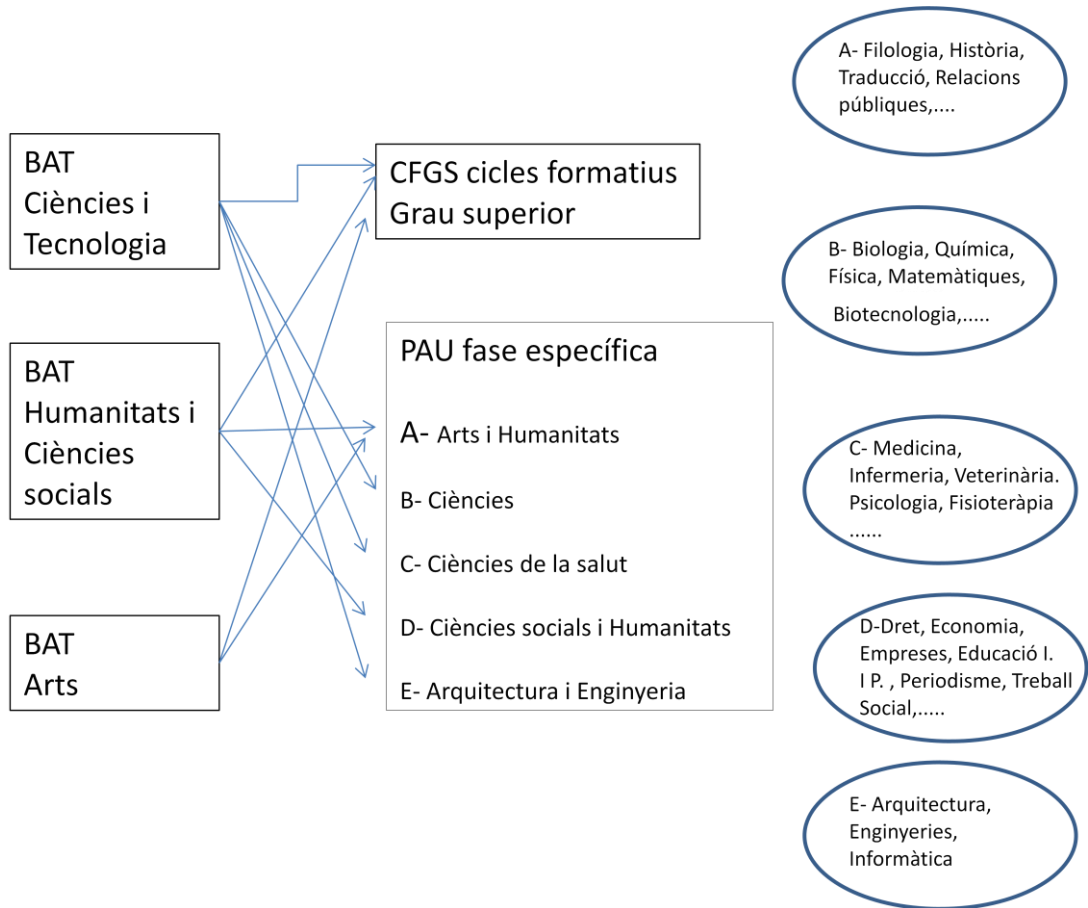 BAT
Ciències i
Tecnologia
BAT
Humanitats i
Ciències
socials
BAT
Arts
CFGS cicles formatius
Grau superior
PAU fase específica
A- Arts i Humanitats
B- Ciències
C- Ciències de la salut
D- Ciències socials i Humanitats
E- Arquitectura i Enginyeria
A- Filologia, Història,
Traducció, Relacions
públiques,....
B- Biologia, Química,
Física, Matemàtiques,
Biotecnologia,.....
C- Medicina,
Infermeria, Veterinària.
Psicologia, Fisioteràpia
......
D-Dret, Economia,
Empreses, Educació I.
I P. , Periodisme, Treball
Social,.....
E- Arquitectura,
Enginyeries,
Informàtica